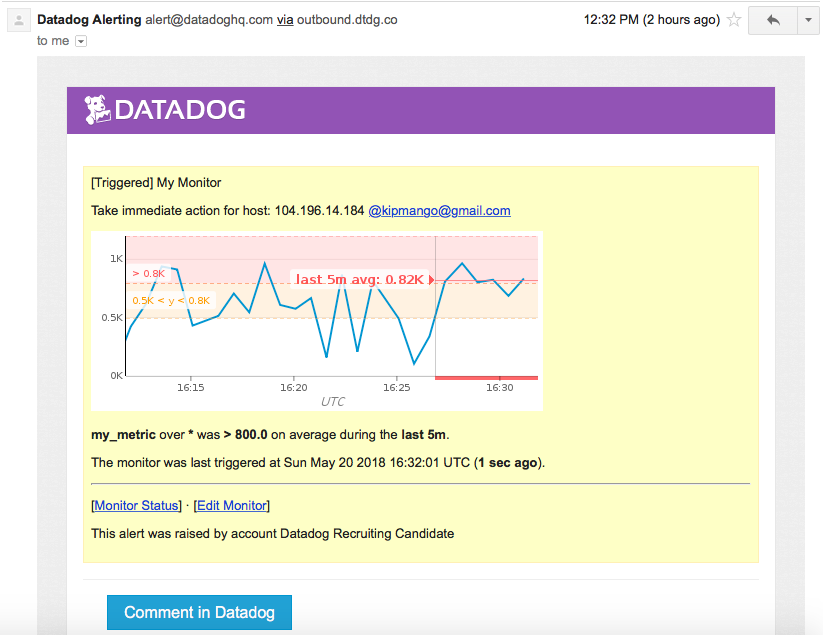 Datadog Alerting alert@datadoghq.com via outbound.dtdg.co 12:32 PM (2 hours ago)
to me
DATADOG
[Triggered] My Monitor
Take immediate action for host: 104.196.14.184 @kipmango@gmail.com
1K
> 0.8K
last 5m avg: 0.82K
0.5K < y < 0.8K
0.5K
0K
16:15 16:20 16:25 16:30
UTC
my_metric over * was > 800.0 on average during the last 5m.
The monitor was last triggered at Sun May 20 2018 16:32:01 UTC (1 sec ago).
[Monitor Status] · [Edit Monitor]
This alert was raised by account Datadog Recruiting Candidate
Comment in Datadog